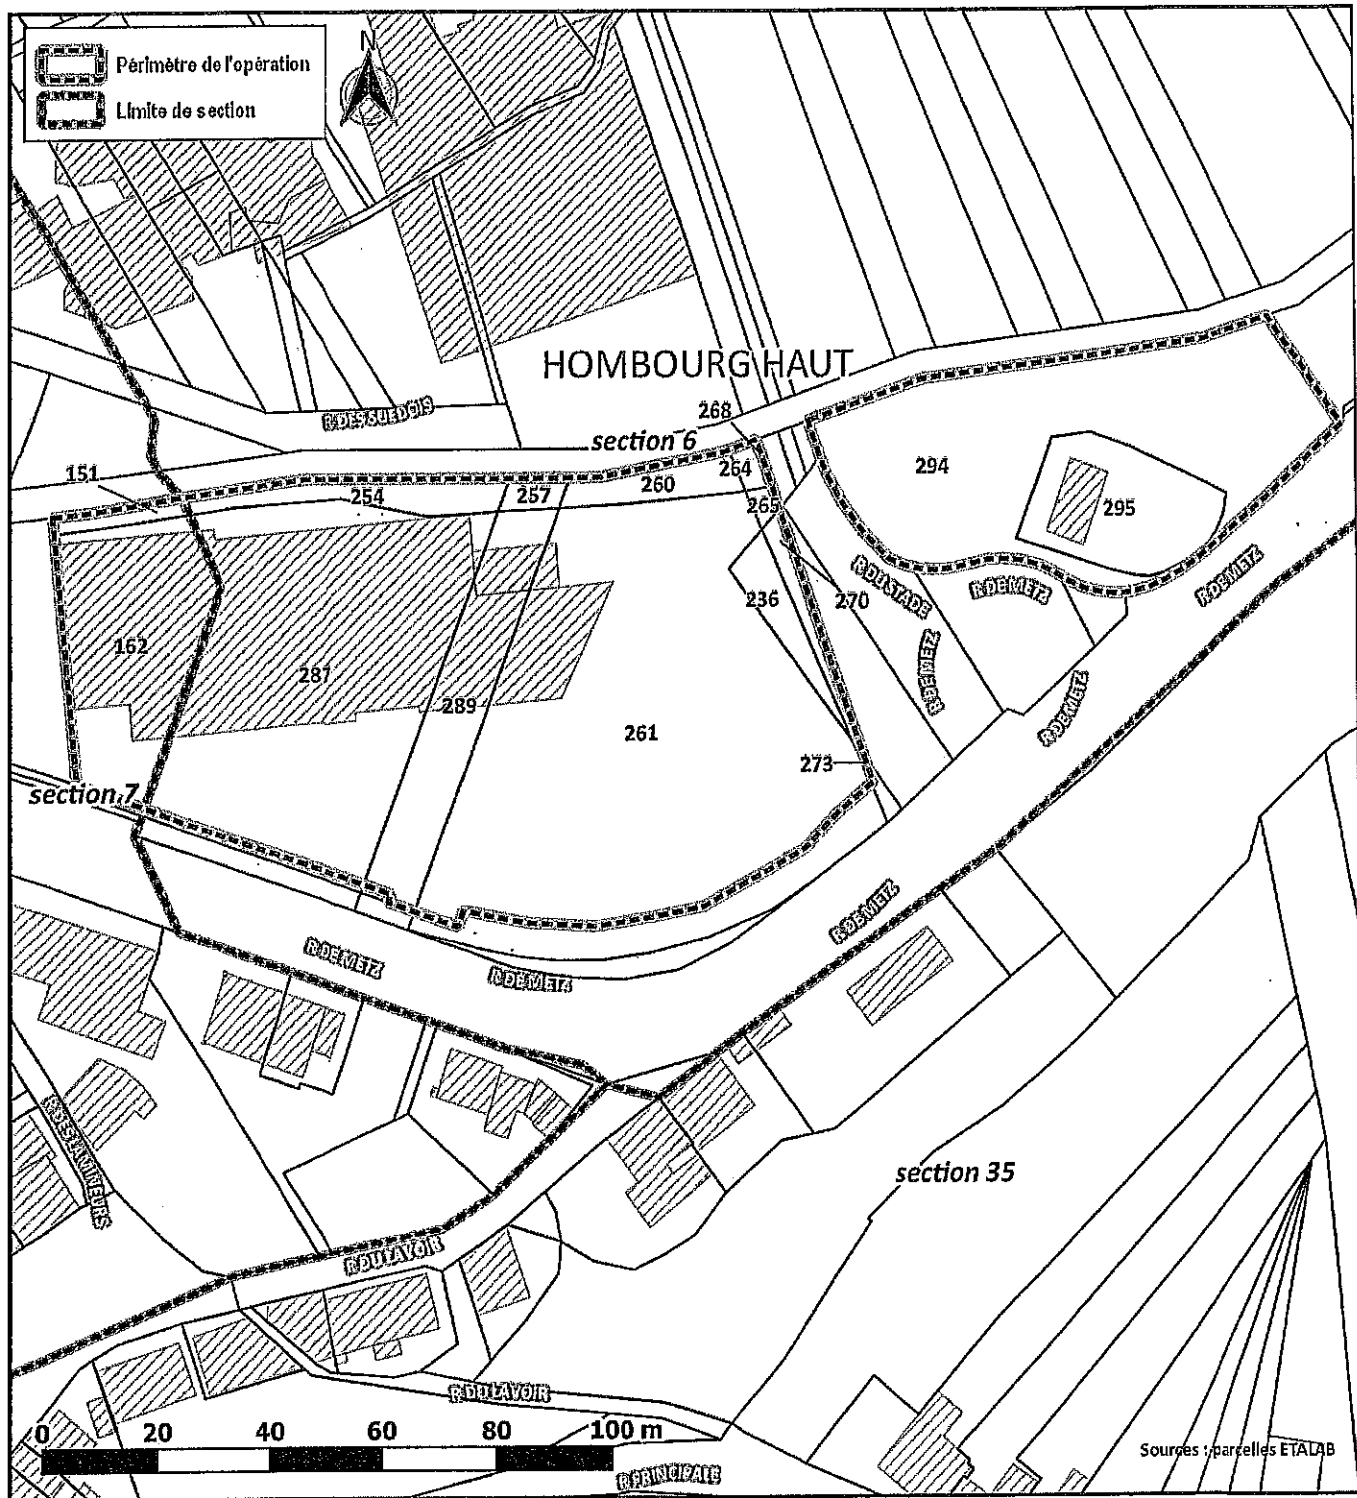 N
Périmètre de l'opération
Limite de section
HOMBOURG HAUT
R DES SUEDOIS
268
section 6
151
264
294
254
257
260
265
295
R DU STADE
R DE METZ
R DE METZ
236
270
162
R DE METZ
287
289
R DE METZ
261
273
section 7
R DE METZ
R DE METZ
R DE METZ
R DES LAMINEURS
section 35
R DU LAVOIR
R DU LAVOIR
0 20 40 60 80 100 m
Sources : parcelles ETALAB
R PRINCIPALE